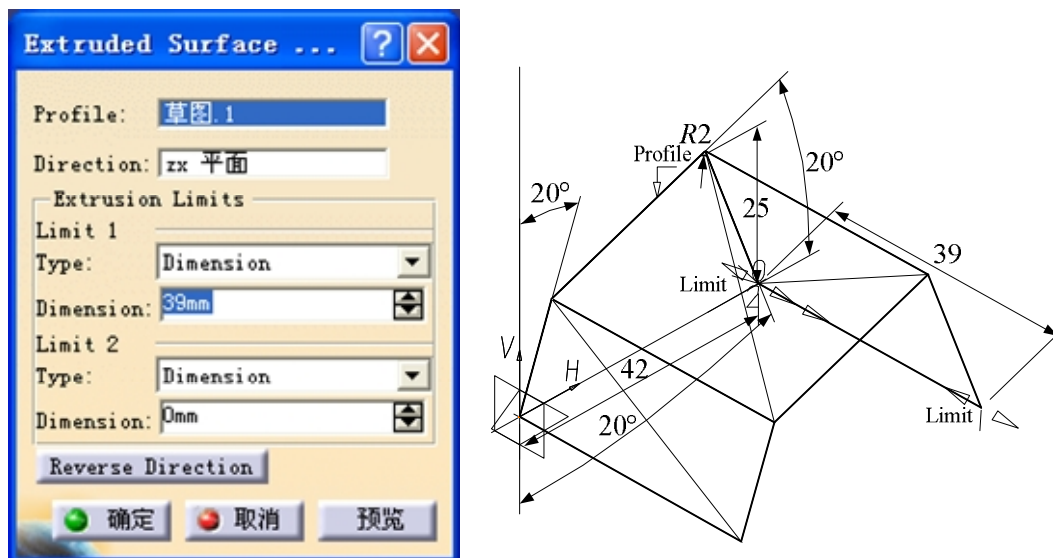 Extruded Surface ...
Profile: 草图.1
Direction: zx 平面
Extrusion Limits
Limit 1
Type: Dimension
Dimension: 39mm
Limit 2
Type: Dimension
Dimension: 0mm
Reverse Direction
确定 取消 预览
R2
Profile
20°
20°
25
39
Limit
V
H
42
20°
Limit